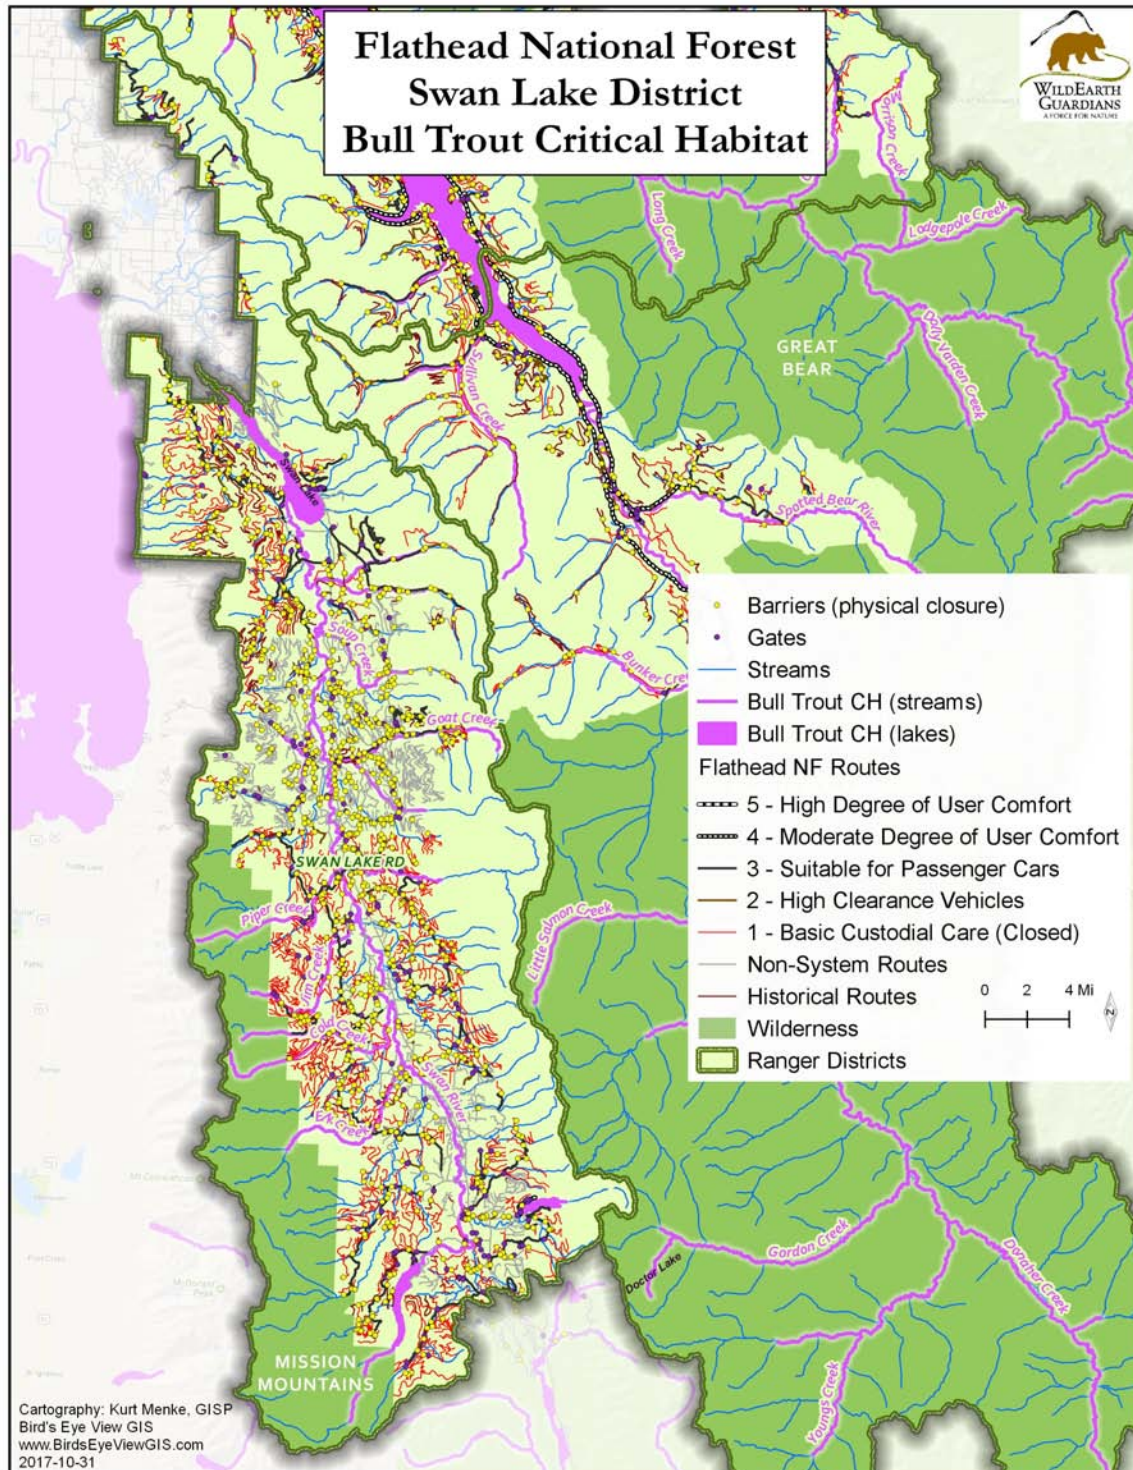 Flathead National Forest
Swan Lake District
Bull Trout Critical Habitat
WILDEARTH
GUARDIANS
A FORCE FOR NATURE
Morrison Creek
Long Creek
Lodgepole Creek
Dolly Varden Creek
GREAT
BEAR
Sullivan Creek
Swan Lake
Spotted Bear River
Soup Creek
Bunker Cre
Goat Creek
SWAN LAKE RD
Piper Creek
Jim Creek
Cold Creek
Little Salmon Creek
Swan River
Elk Creek
Barriers (physical closure)
Gates
Streams
Bull Trout CH (streams)
Bull Trout CH (lakes)
Flathead NF Routes
5 - High Degree of User Comfort
4 - Moderate Degree of User Comfort
3 - Suitable for Passenger Cars
2 - High Clearance Vehicles
1 - Basic Custodial Care (Closed)
Non-System Routes
Historical Routes
Wilderness
Ranger Districts
0 2 4 Mi
N
Gordon Creek
Doctor Lake
Danaher Creek
Youngs Creek
MISSION
MOUNTAINS
Cartography: Kurt Menke, GISP
Bird's Eye View GIS
www.BirdsEyeViewGIS.com
2017-10-31